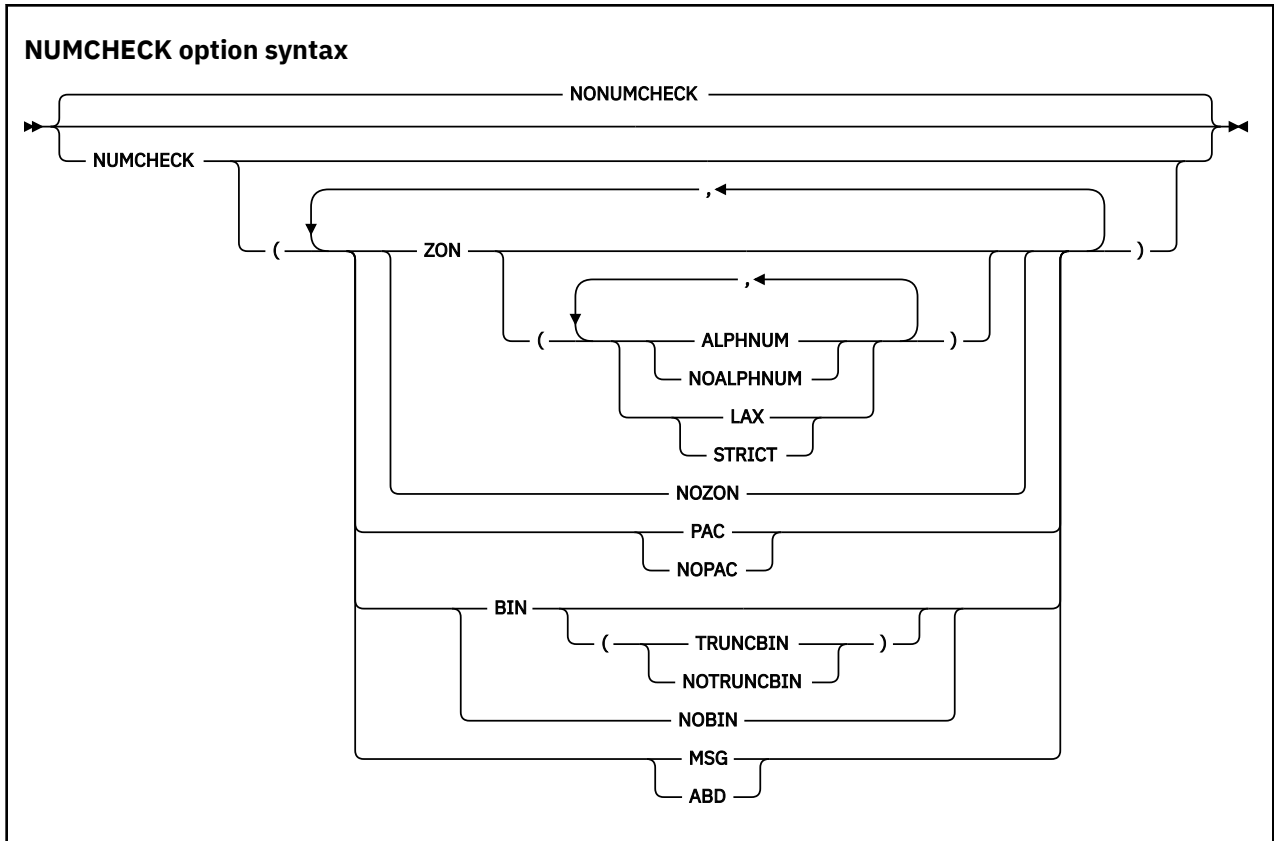 NUMCHECK option syntax
NONUMCHECK
NUMCHECK
,
( ZON )
,
( ALPHNUM )
NOALPHNUM
LAX
STRICT
NOZON
PAC
NOPAC
BIN
( TRUNCBIN )
NOTRUNCBIN
NOBIN
MSG
ABD